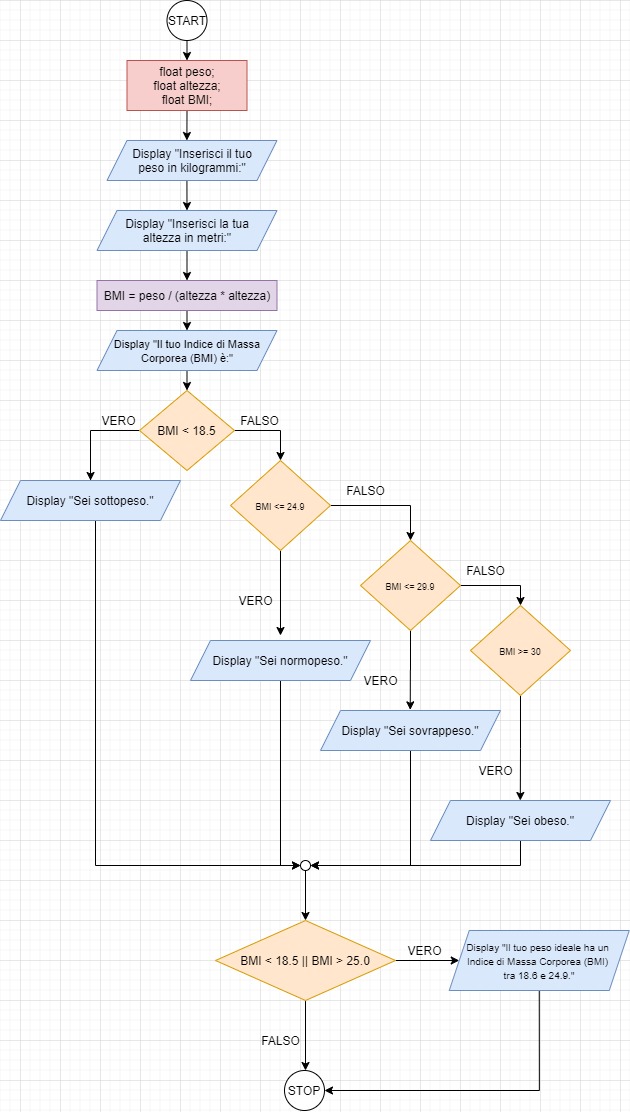 START
float peso;
float altezza;
float BMI;
Display "Inserisci il tuo
peso in kilogrammi:"
Display "Inserisci la tua
altezza in metri:"
BMI = peso / (altezza * altezza)
Display "Il tuo Indice di Massa
Corporea (BMI) è:"
BMI < 18.5
VERO
FALSO
Display "Sei sottopeso."
BMI <= 24.9
FALSO
VERO
Display "Sei normopeso."
BMI <= 29.9
FALSO
VERO
Display "Sei sovrappeso."
BMI >= 30
VERO
Display "Sei obeso."
BMI < 18.5 || BMI > 25.0
VERO
Display "Il tuo peso ideale ha un
Indice di Massa Corporea (BMI)
tra 18.6 e 24.9."
FALSO
STOP